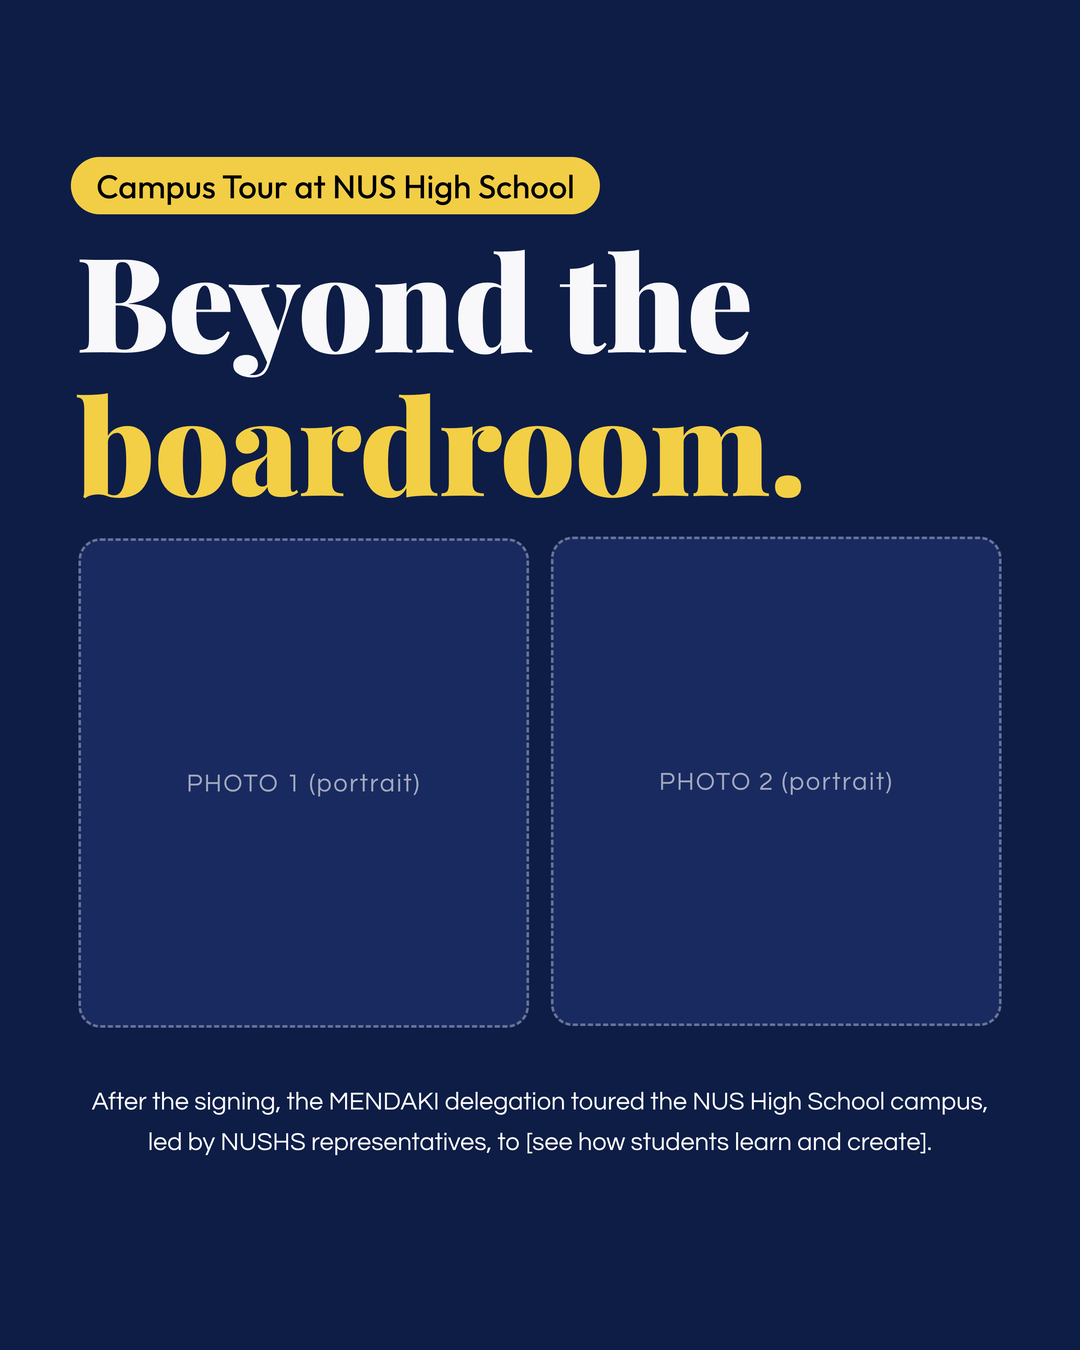 Campus Tour at NUS High School
Beyond the
boardroom.
PHOTO 1 (portrait)
PHOTO 2 (portrait)
After the signing, the MENDAKI delegation toured the NUS High School campus,
led by NUSHS representatives, to [see how students learn and create].